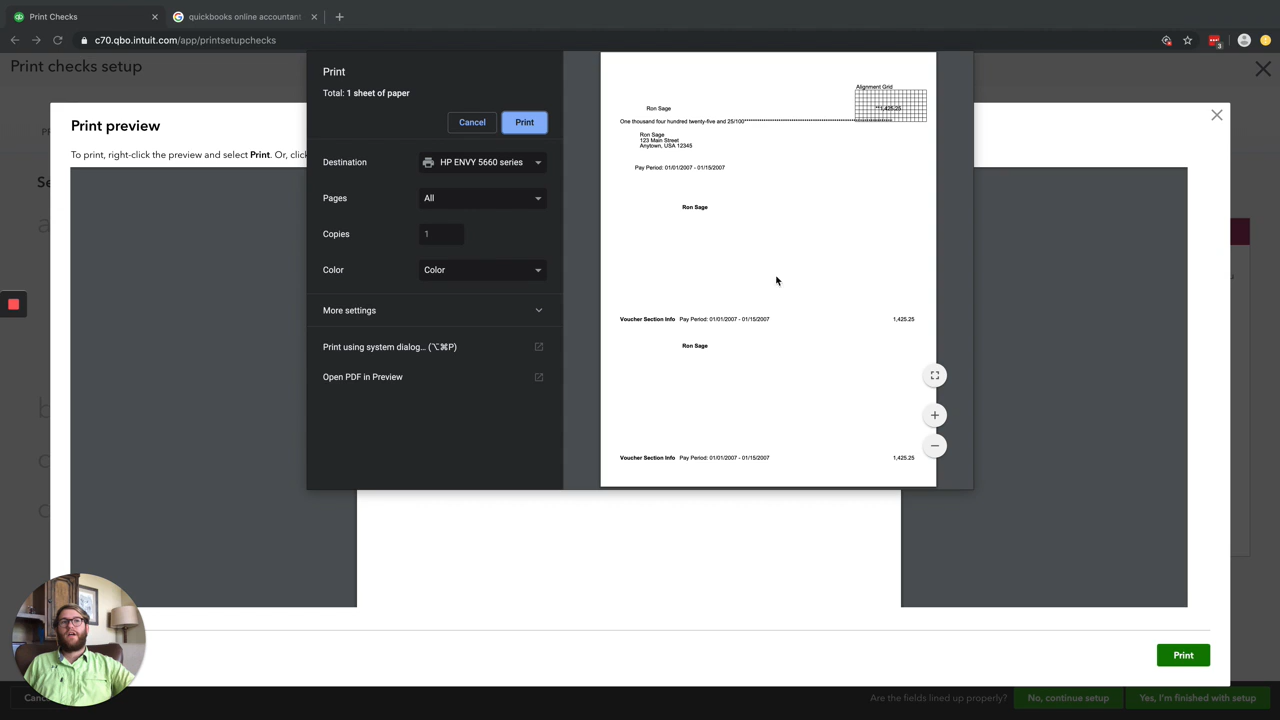 Print Checks
quickbooks online accountant
c70.qbo.intuit.com/app/printsetupchecks
3
Print checks setup
Print preview
To print, right-click the preview and select Print. Or, click
Print
Total: 1 sheet of paper
Cancel
Print
Destination
HP ENVY 5660 series
Pages
All
Copies
1
Color
Color
More settings
Print using system dialog... (⌥⌘P)
Open PDF in Preview
Alignment Grid
Ron Sage
**1,425.25
One thousand four hundred twenty-five and 25/100
Ron Sage
123 Main Street
Anytown, USA 12345
Pay Period: 01/01/2007 - 01/15/2007
Ron Sage
Voucher Section Info Pay Period: 01/01/2007 - 01/15/2007 1,425.25
Ron Sage
Voucher Section Info Pay Period: 01/01/2007 - 01/15/2007 1,425.25
Print
Are the fields lined up properly?
No, continue setup
Yes, I'm finished with setup